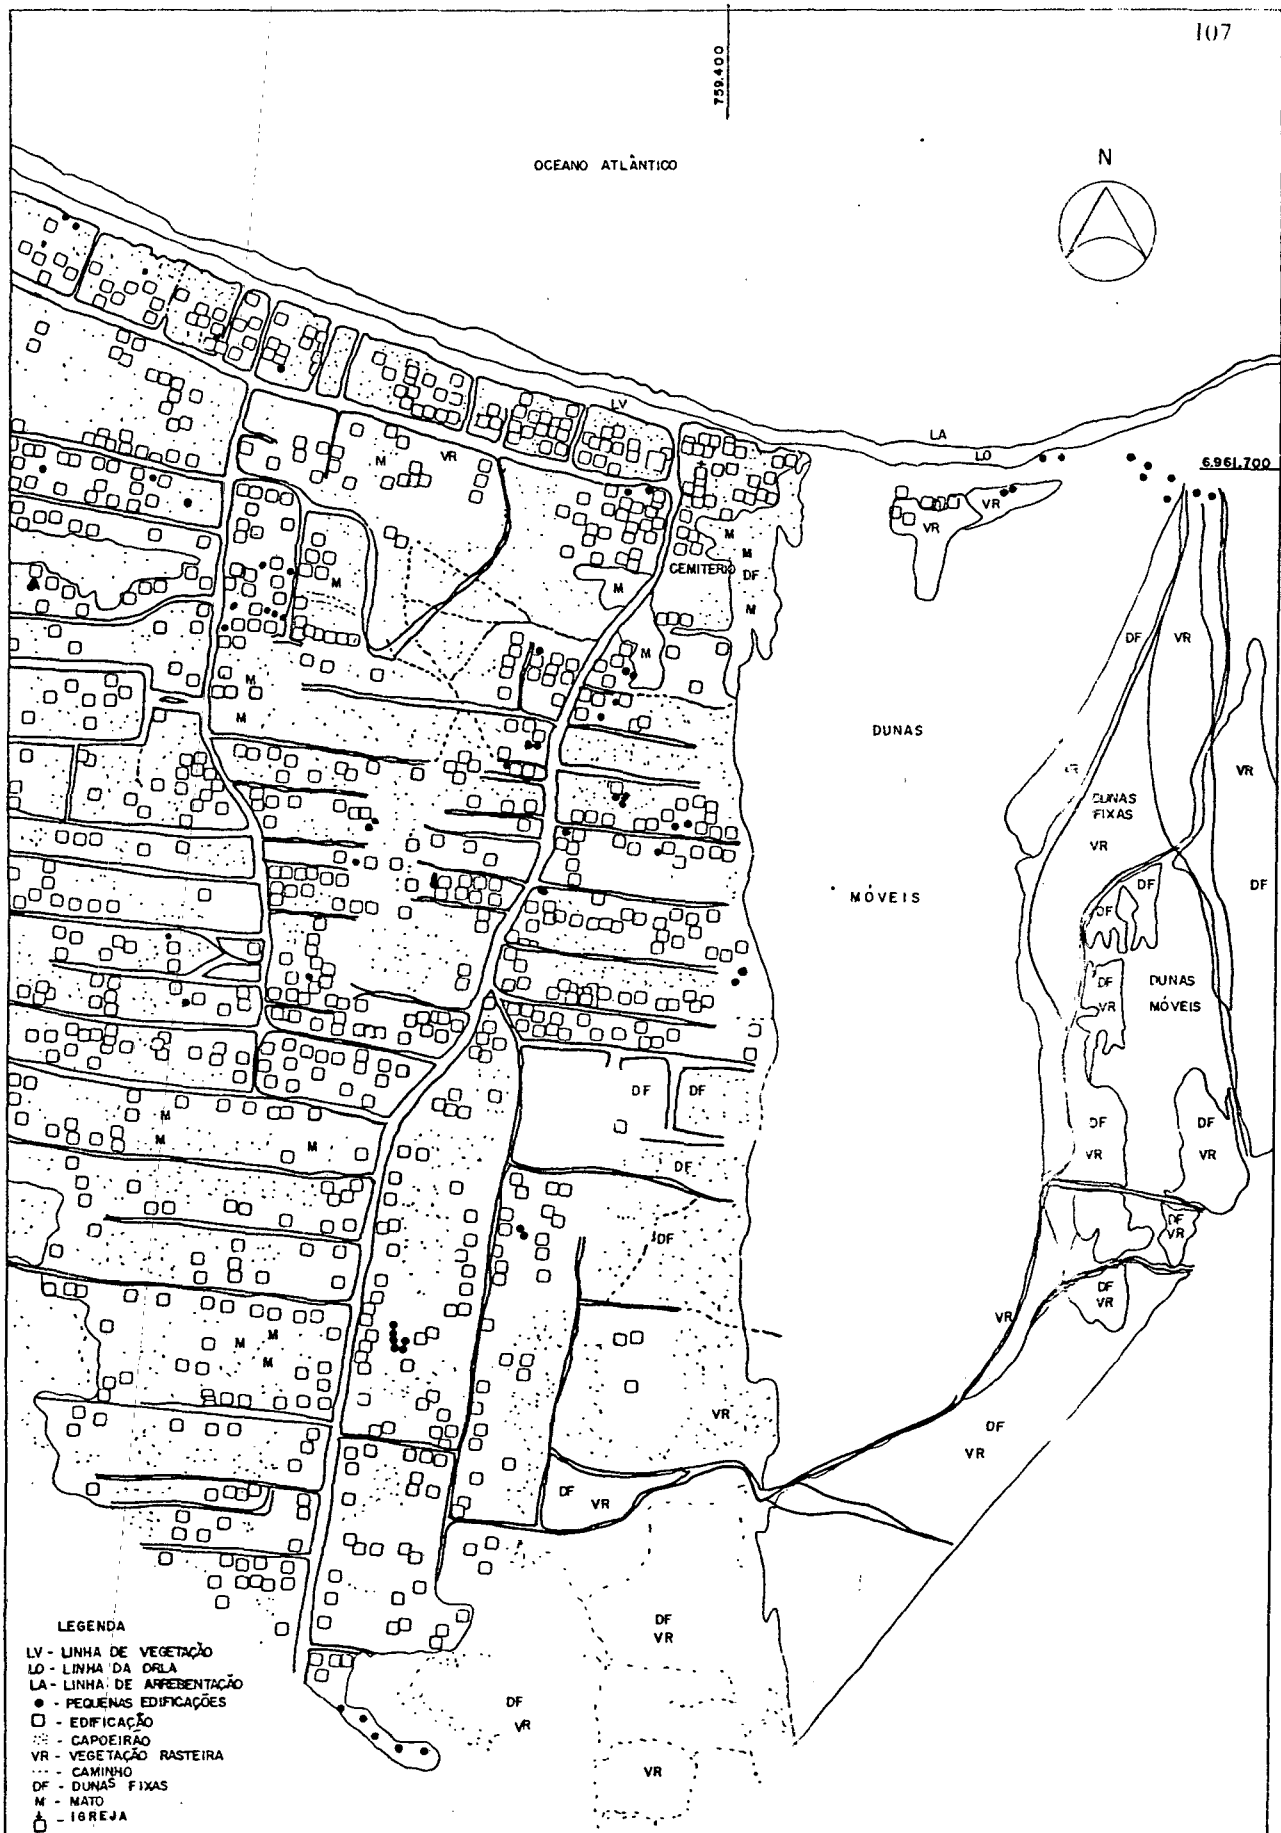 107
759.400
OCEANO ATLÂNTICO
N
LV
LA
LO
6.961.700
M
VR
VR
VR
M
M
CEMITERIO
DF
M
M
M
M
DF
VR
M
M
DUNAS
VR
DUNAS
FIXAS
VR
MÓVEIS
DF
DF
DF
DF
VR
DUNAS
MÓVEIS
DF
DF
M
M
M
DF
VR
DF
VR
DF
DF
DF
VR
DF
VR
VR
M
M
M
VR
DF
VR
DF
VR
DF
VR
DF
VR
VR
LEGENDA
LV - LINHA DE VEGETAÇÃO
LO - LINHA DA ORLA
LA - LINHA DE ARREBENTAÇÃO
- PEQUENAS EDIFICAÇÕES
- EDIFICAÇÃO
- CAPOEIRÃO
VR - VEGETAÇÃO RASTEIRA
- CAMINHO
DF - DUNAS FIXAS
M - MATO
- IGREJA